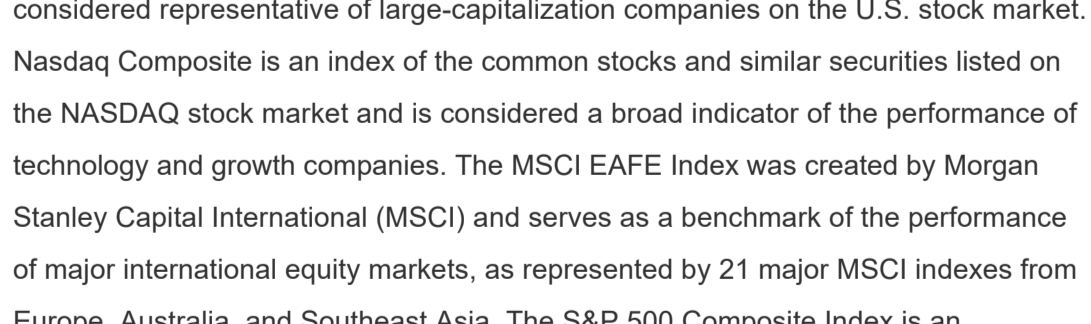 considered representative of large-capitalization companies on the U.S. stock market.
Nasdaq Composite is an index of the common stocks and similar securities listed on
the NASDAQ stock market and is considered a broad indicator of the performance of
technology and growth companies. The MSCI EAFE Index was created by Morgan
Stanley Capital International (MSCI) and serves as a benchmark of the performance
of major international equity markets, as represented by 21 major MSCI indexes from
Europe, Australia, and Southeast Asia. The S&P 500 Composite Index is an